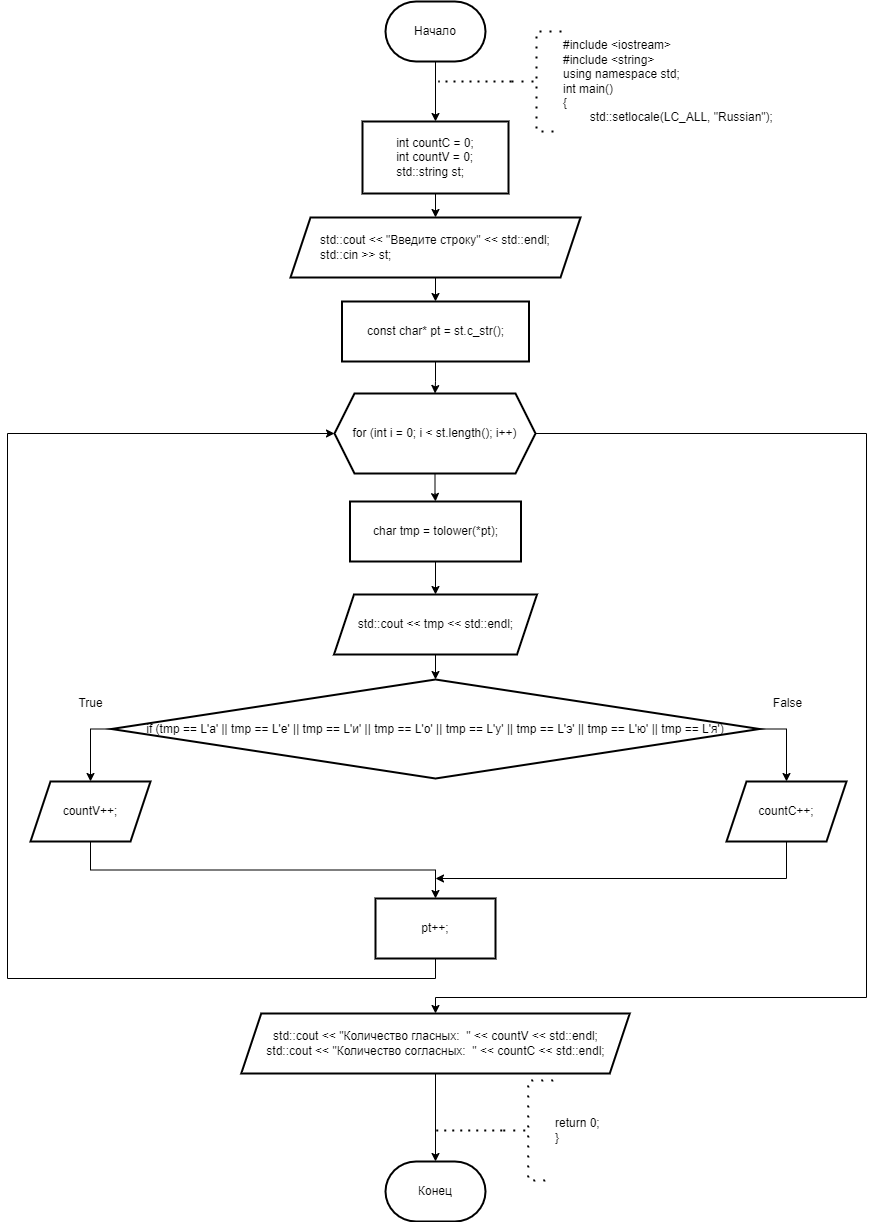 Начало
#include <iostream>
#include <string>
using namespace std;
int main()
{
std::setlocale(LC_ALL, "Russian");
int countC = 0;
int countV = 0;
std::string st;
std::cout << "Введите строку" << std::endl;
std::cin >> st;
const char* pt = st.c_str();
for (int i = 0; i < st.length(); i++)
char tmp = tolower(*pt);
std::cout << tmp << std::endl;
True
False
if (tmp == L'а' || tmp == L'е' || tmp == L'и' || tmp == L'о' || tmp == L'у' || tmp == L'э' || tmp == L'ю' || tmp == L'я')
countV++;
countC++;
pt++;
std::cout << "Количество гласных:  " << countV << std::endl;
std::cout << "Количество согласных:  " << countC << std::endl;
return 0;
}
Конец